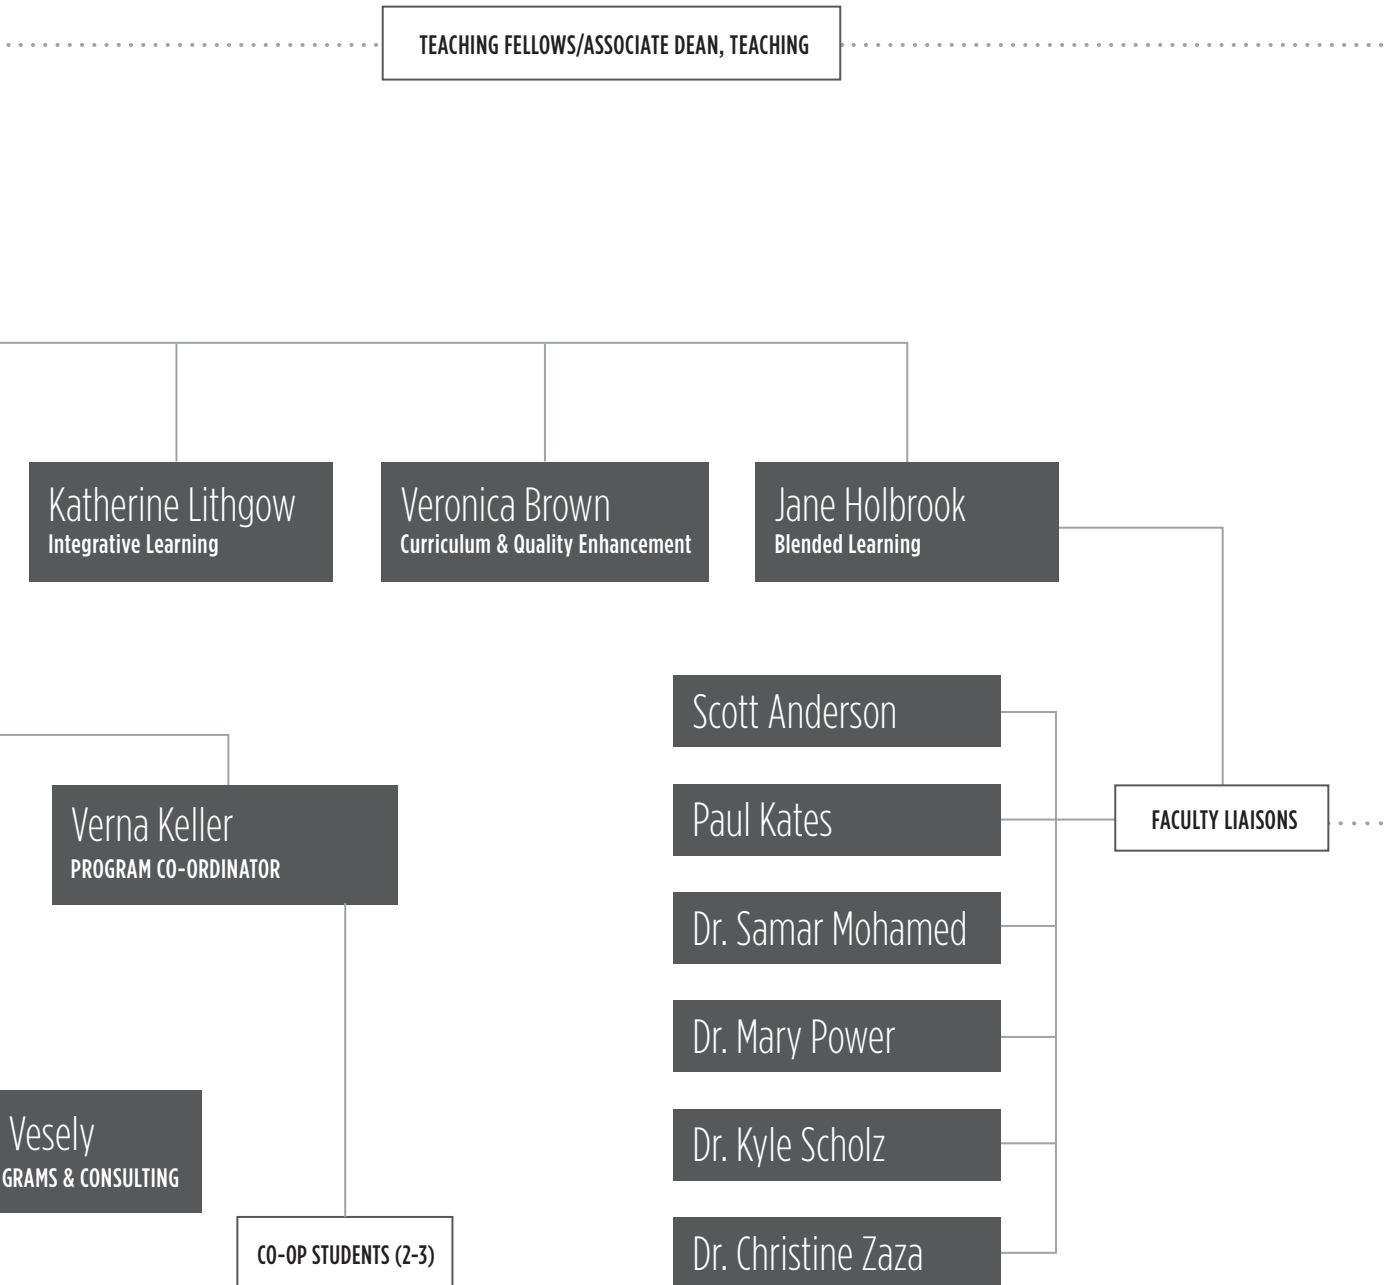 TEACHING FELLOWS/ASSOCIATE DEAN, TEACHING
Katherine Lithgow
Integrative Learning
Veronica Brown
Curriculum & Quality Enhancement
Jane Holbrook
Blended Learning
Scott Anderson
Paul Kates
Dr. Samar Mohamed
Dr. Mary Power
Dr. Kyle Scholz
Dr. Christine Zaza
FACULTY LIAISONS
Verna Keller
PROGRAM CO-ORDINATOR
Vesely
GRAMS & CONSULTING
CO-OP STUDENTS (2-3)